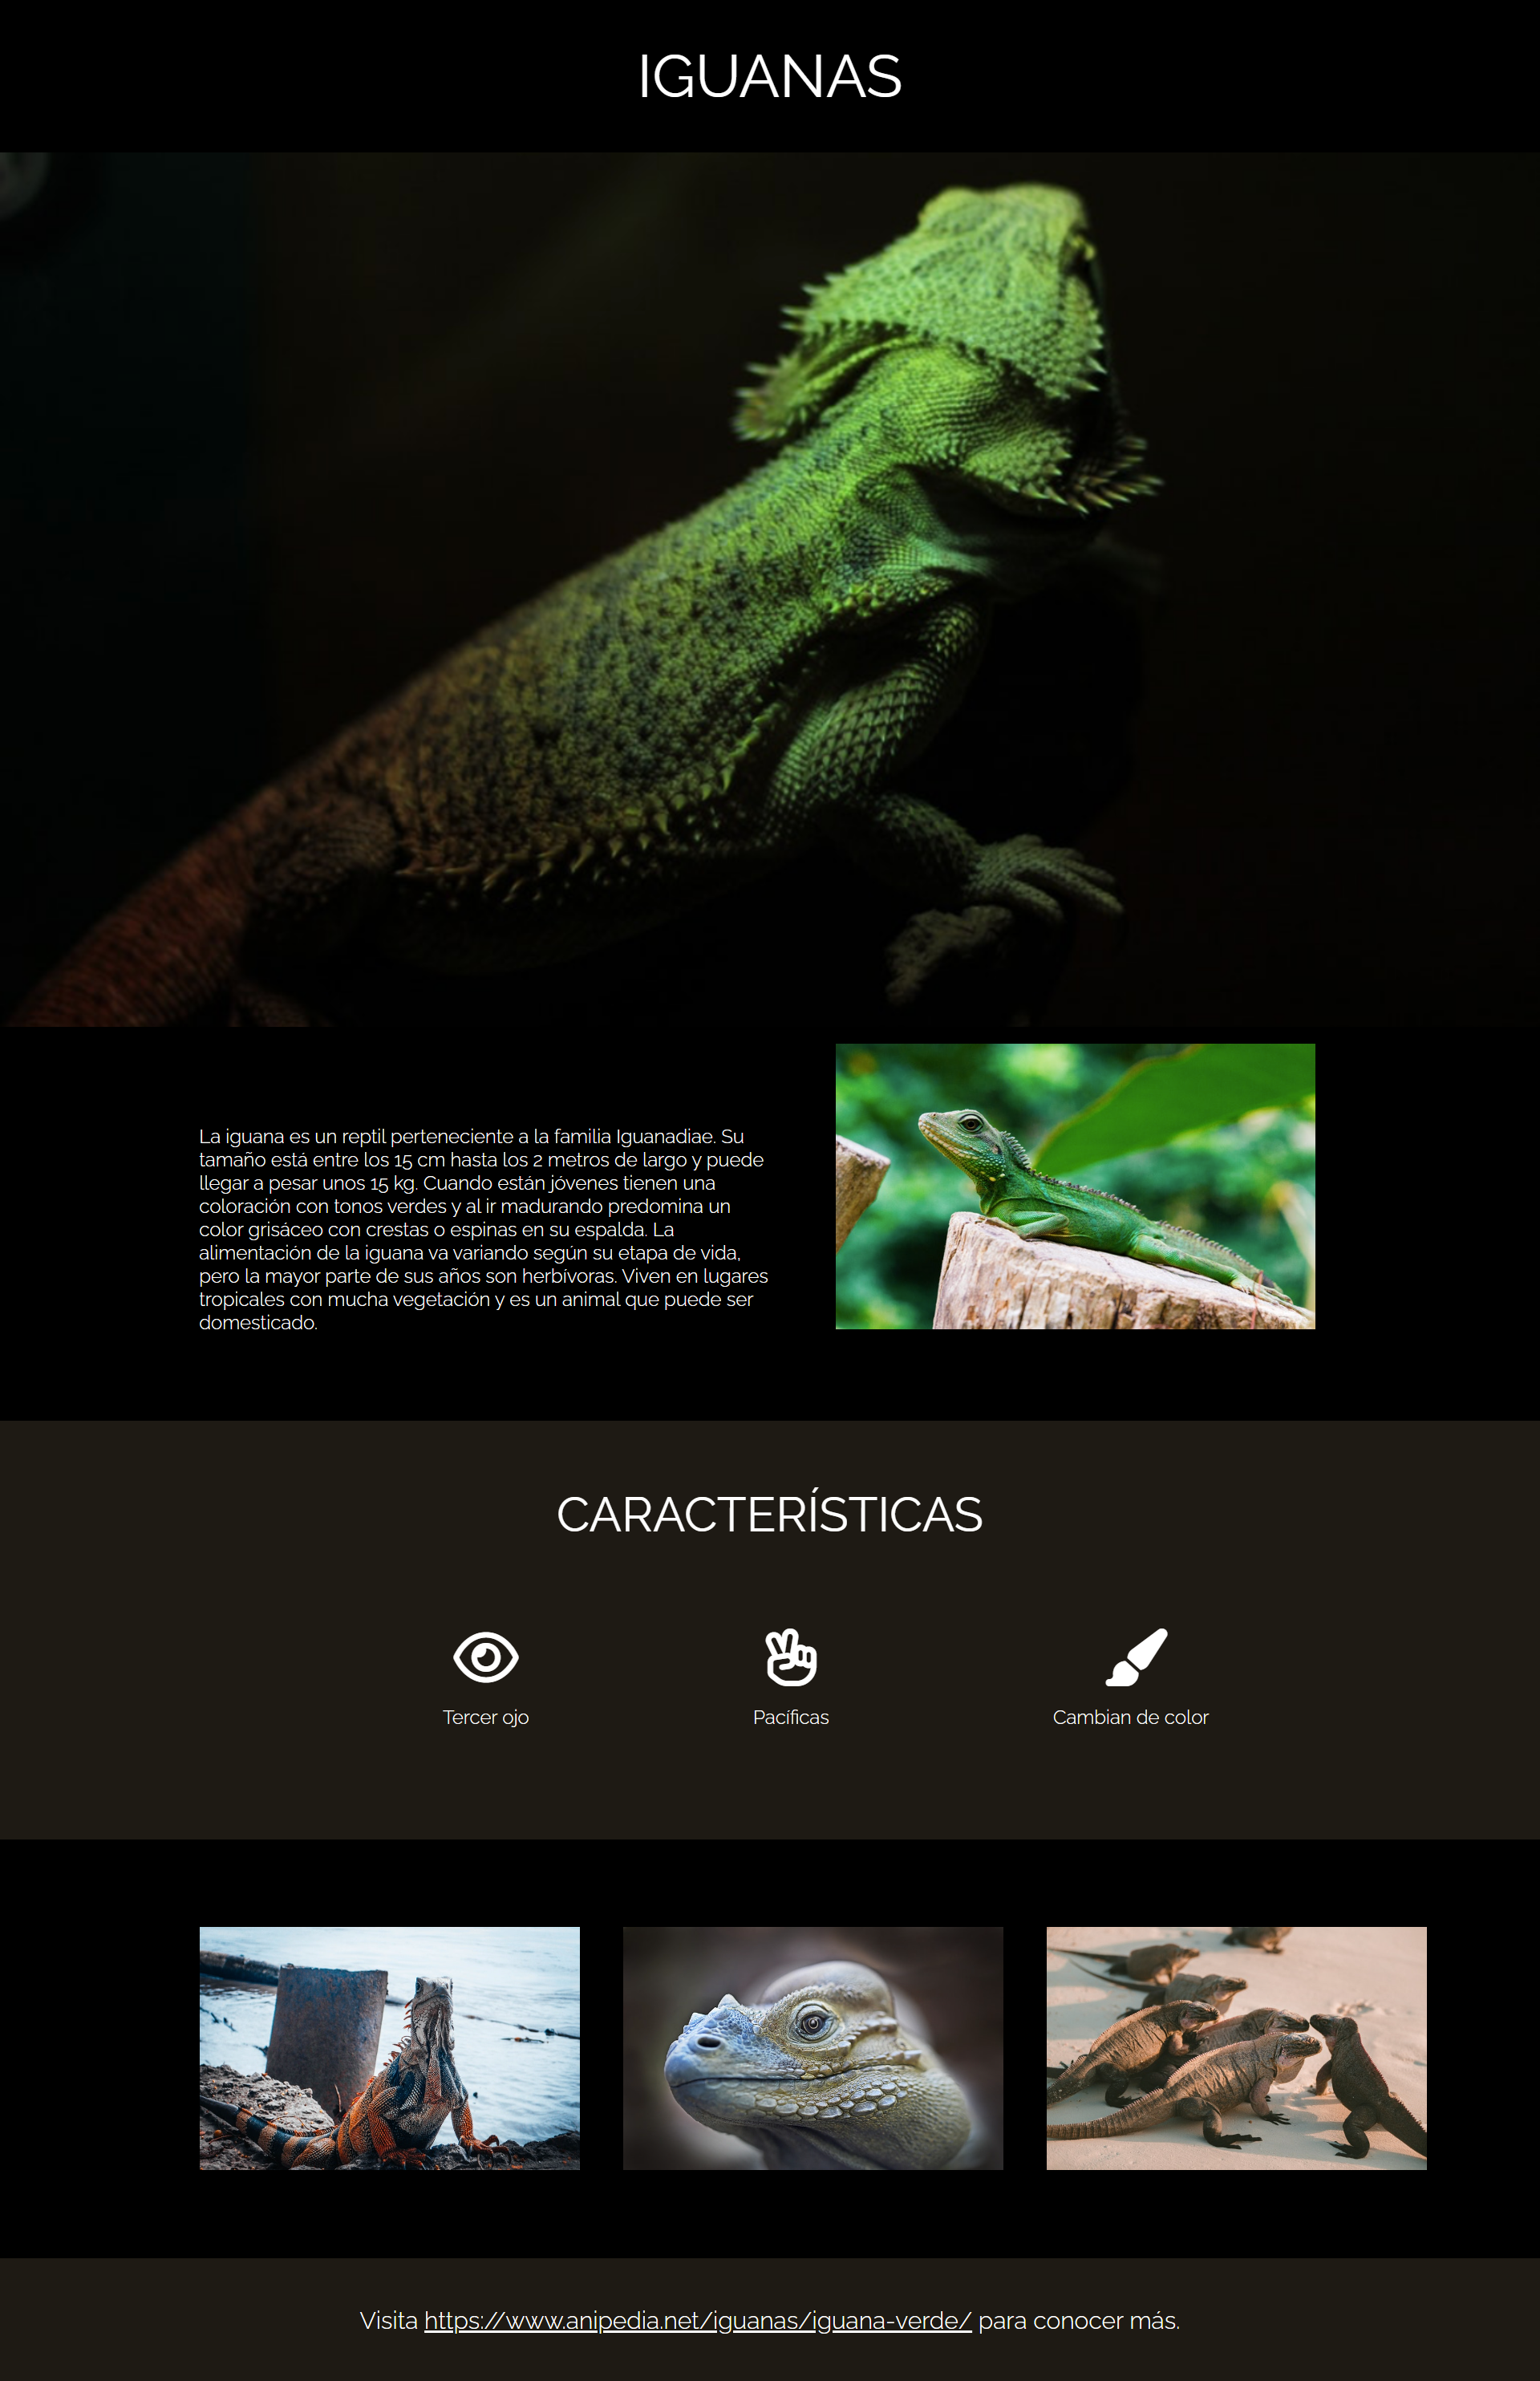 IGUANAS
La iguana es un reptil perteneciente a la familia Iguanadiae. Su
tamaño está entre los 15 cm hasta los 2 metros de largo y puede
llegar a pesar unos 15 kg. Cuando están jóvenes tienen una
coloración con tonos verdes y al ir madurando predomina un
color grisáceo con crestas o espinas en su espalda. La
alimentación de la iguana va variando según su etapa de vida,
pero la mayor parte de sus años son herbívoras. Viven en lugares
tropicales con mucha vegetación y es un animal que puede ser
domesticado.
CARACTERÍSTICAS
Tercer ojo
Pacíficas
Cambian de color
Visita https://www.anipedia.net/iguanas/iguana-verde/ para conocer más.